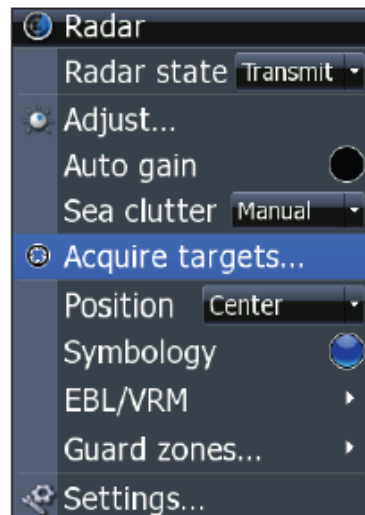 Radar
Radar state Transmit
Adjust...
Auto gain
Sea clutter Manual
Acquire targets...
Position Center
Symbology
EBL/VRM
Guard zones...
Settings...